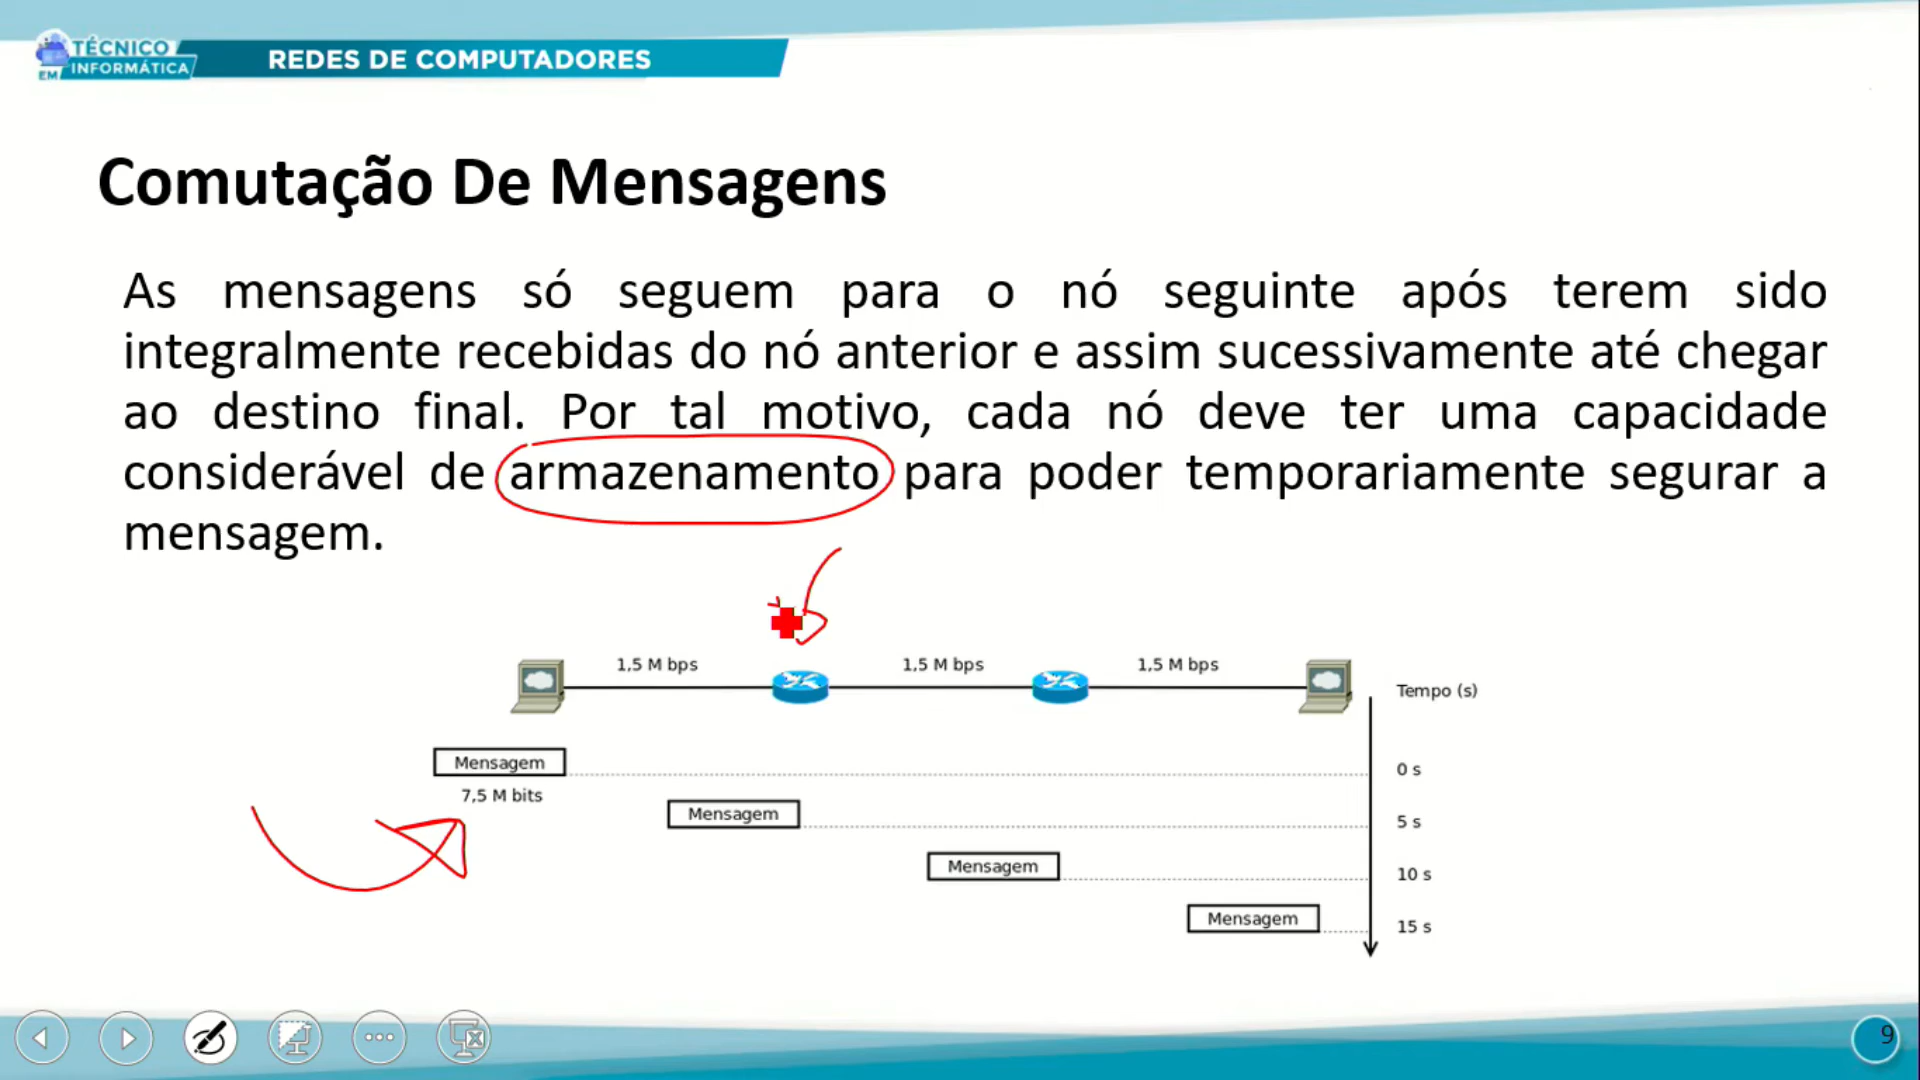 TÉCNICO
EM INFORMÁTICA
REDES DE COMPUTADORES
Comutação De Mensagens
As mensagens só seguem para o nó seguinte após terem sido
integralmente recebidas do nó anterior e assim sucessivamente até chegar
ao destino final. Por tal motivo, cada nó deve ter uma capacidade
considerável de armazenamento para poder temporariamente segurar a
mensagem.
1,5 M bps
1,5 M bps
1,5 M bps
Tempo (s)
Mensagem
0 s
7,5 M bits
Mensagem
5 s
Mensagem
10 s
Mensagem
15 s
9